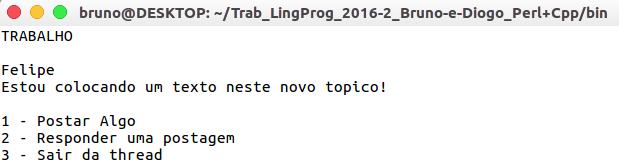 bruno@DESKTOP: ~/Trab_LingProg_2016-2_Bruno-e-Diogo_Perl+Cpp/bin
TRABALHO
Felipe
Estou colocando um texto neste novo topico!
1 - Postar Algo
2 - Responder uma postagem
3 - Sair da thread